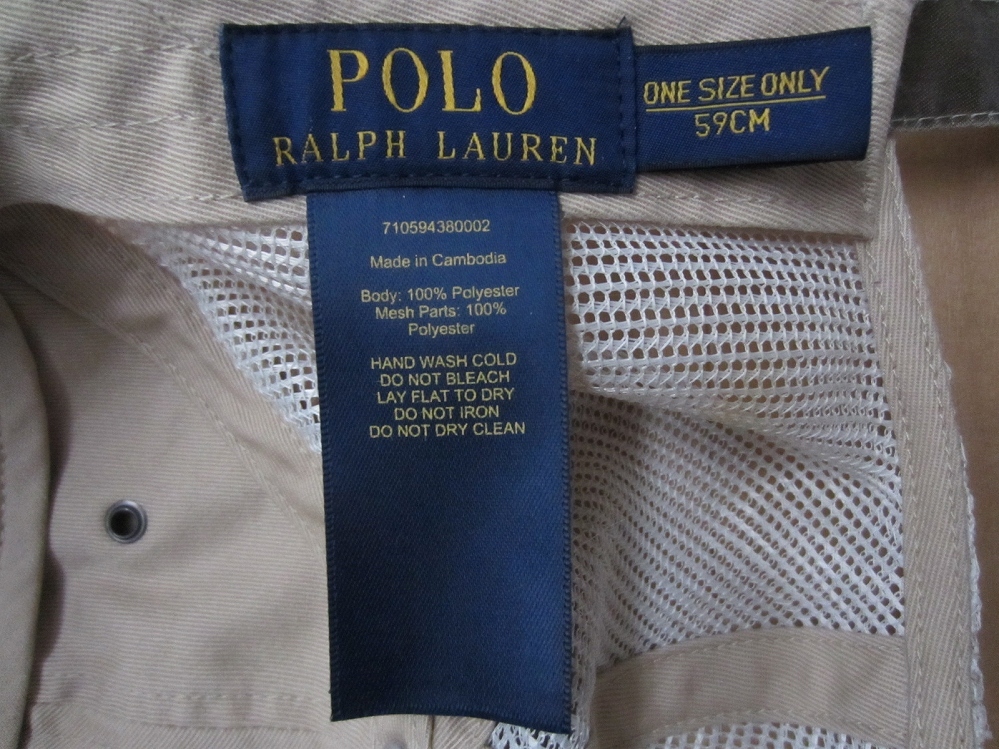 POLO
RALPH LAUREN
ONE SIZE ONLY
59CM
710594380002
Made in Cambodia
Body: 100% Polyester
Mesh Parts: 100%
Polyester
HAND WASH COLD
DO NOT BLEACH
LAY FLAT TO DRY
DO NOT IRON
DO NOT DRY CLEAN